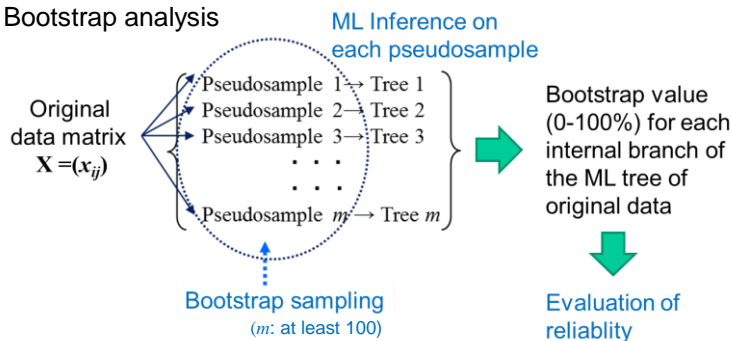 Bootstrap analysis
ML Inference on
each pseudosample
Original
data matrix
X =(xij)
Pseudosample 1→ Tree 1
Pseudosample 2→ Tree 2
Pseudosample 3→ Tree 3
. . .
. . .
Pseudosample m → Tree m
Bootstrap value
(0-100%) for each
internal branch of
the ML tree of
original data
Bootstrap sampling
(m: at least 100)
Evaluation of
reliablity